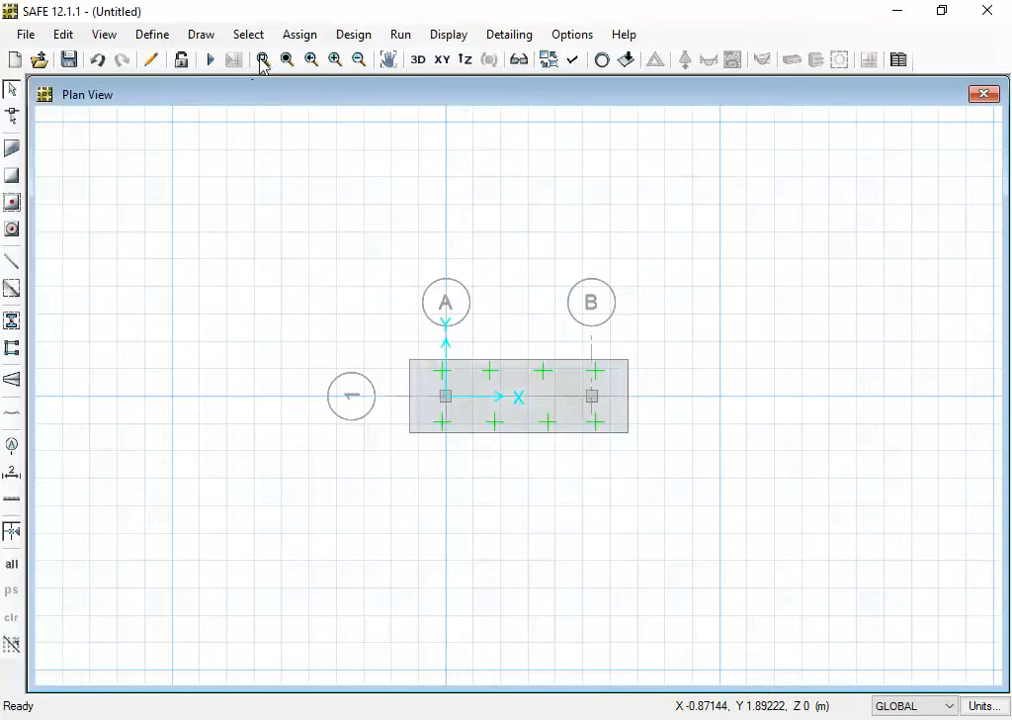 SAFE 12.1.1 - (Untitled)
File Edit View Define Draw Select Assign Design Run Display Detailing Options Help
3D XY
Plan View
A B
Y
1
X
2
all
ps
clr
Ready X -0.87144, Y 1.89222, Z 0 (m) GLOBAL Units...